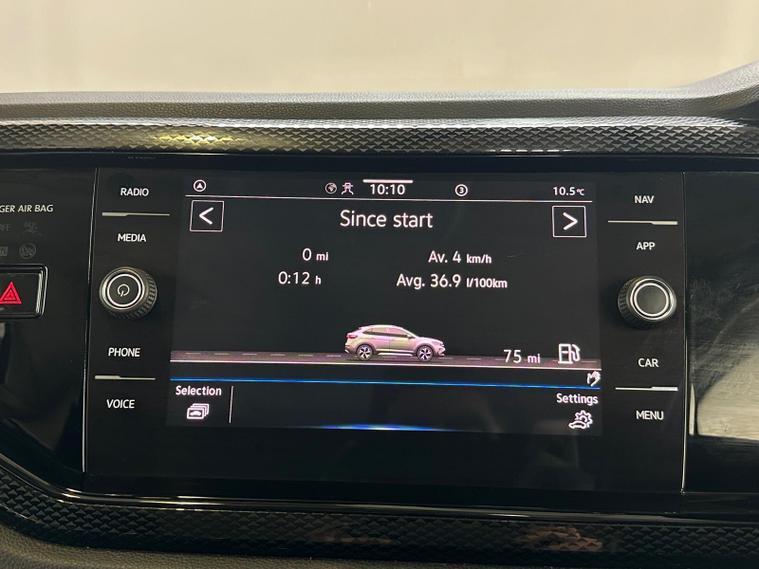 RADIO
MEDIA
PHONE
VOICE
GER AIR BAG
10:10
3
10.5°C
Since start
0 mi
Av. 4 km/h
0:12 h
Avg. 36.9 l/100km
75 mi
Selection
Settings
NAV
APP
CAR
MENU